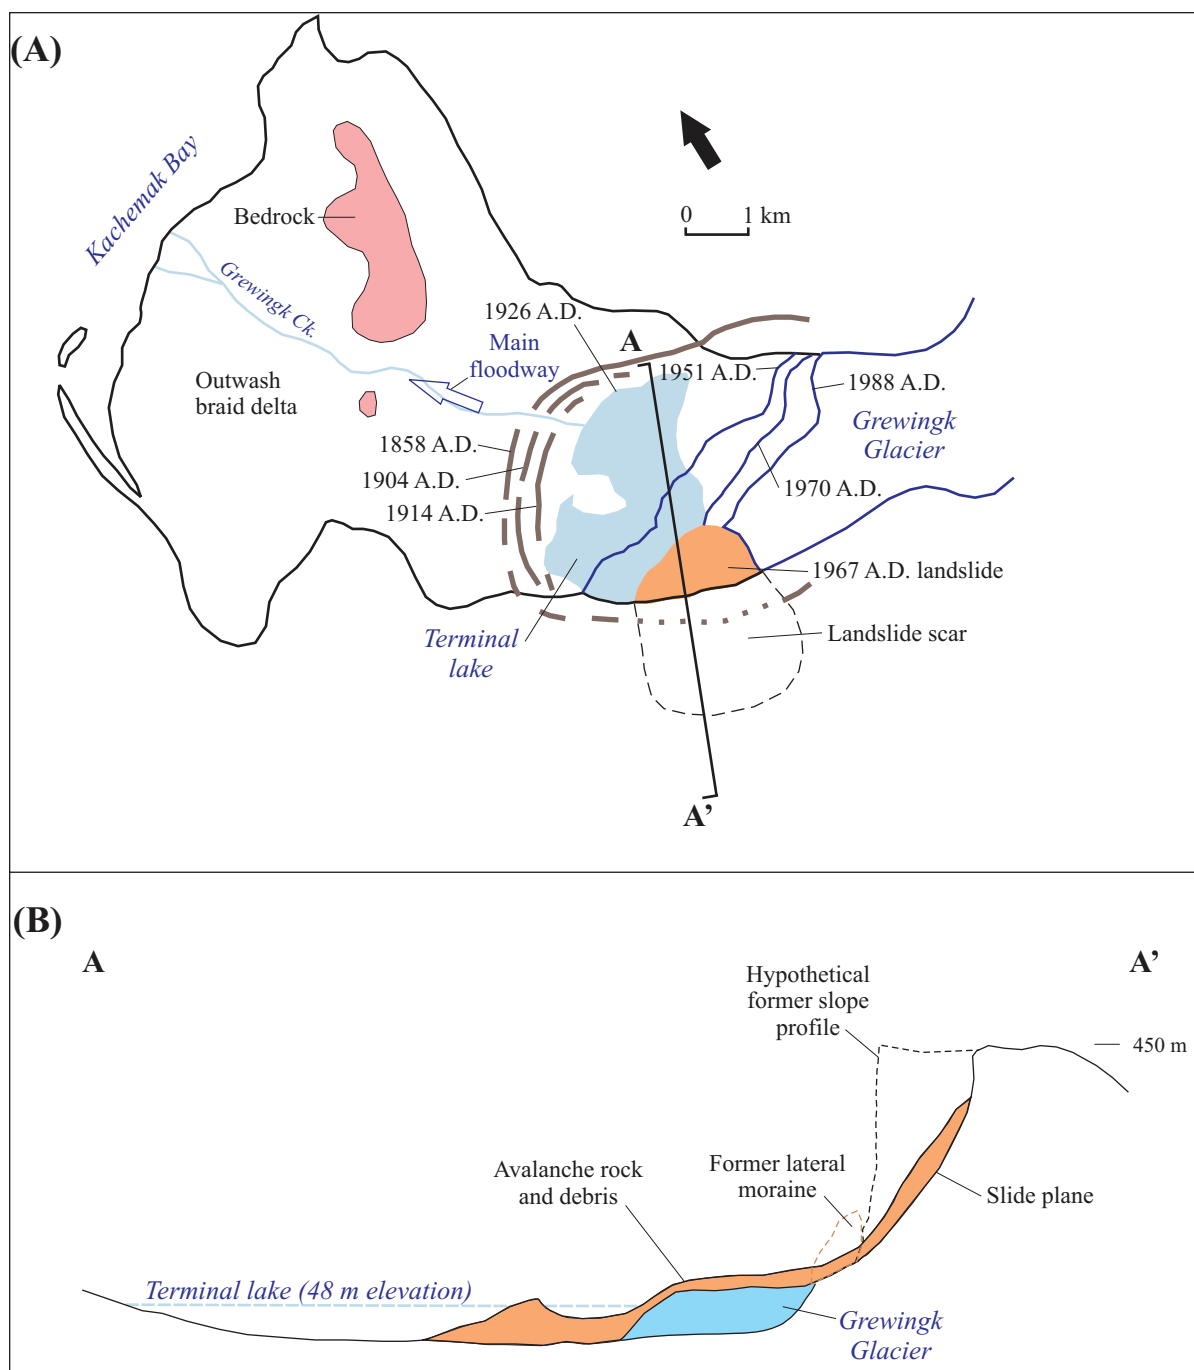 (A)
Kachemak Bay
Bedrock
0 1 km
Grewingk Ck.
1926 A.D.
A
Main
floodway
1951 A.D.
1988 A.D.
Outwash
braid delta
Grewingk
Glacier
1858 A.D.
1904 A.D.
1970 A.D.
1914 A.D.
1967 A.D. landslide
Terminal
lake
Landslide scar
A’
(B)
A
A’
Hypothetical
former slope
profile
450 m
Avalanche rock
and debris
Former lateral
moraine
Slide plane
Terminal lake (48 m elevation)
Grewingk
Glacier